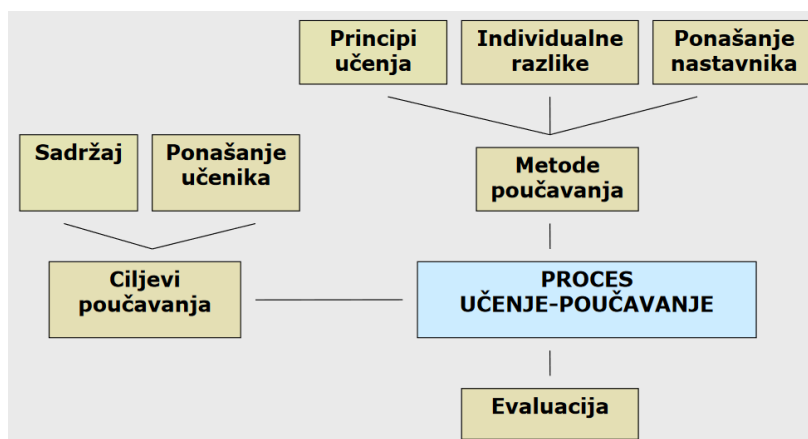 Principi
učenja
Individualne
razlike
Ponašanje
nastavnika
Sadržaj
Ponašanje
učenika
Metode
poučavanja
Ciljevi
poučavanja
PROCES
UČENJE-POUČAVANJE
Evaluacija